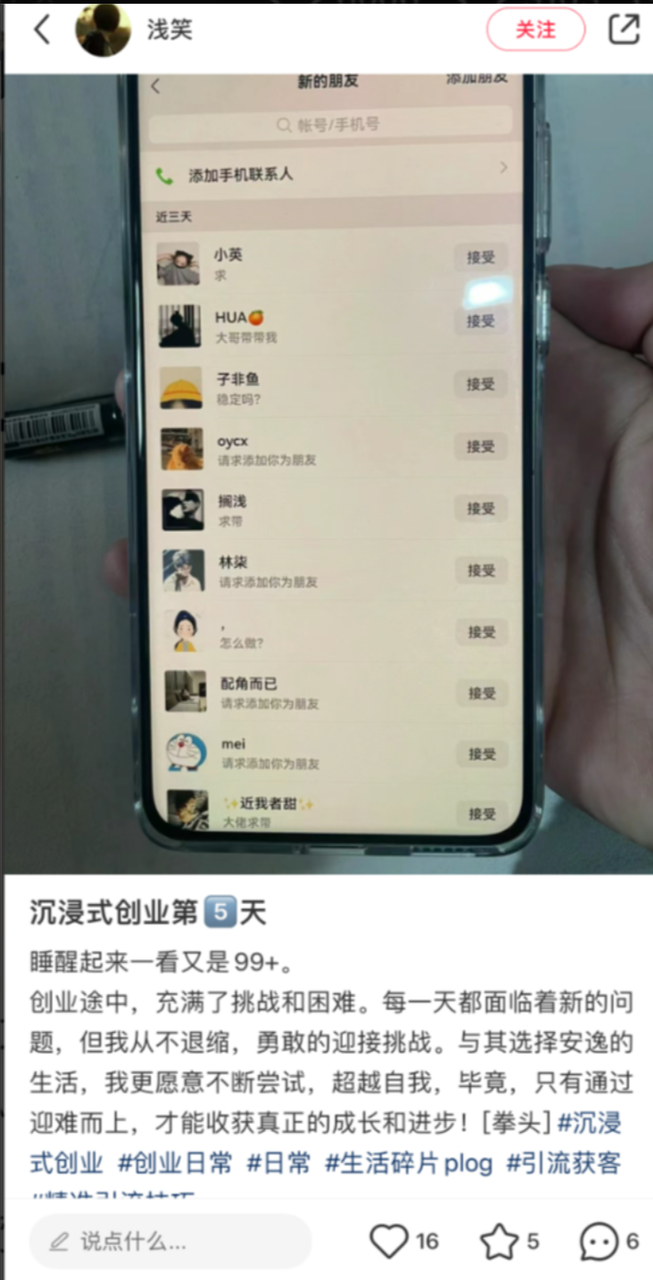 浅笑
关注
新的朋友
添加朋友
帐号/手机号
添加手机联系人
近三天
小英
求
接受
HUA🍊
大哥带带我
接受
子非鱼
稳定吗?
接受
oycx
请求添加你为朋友
接受
搁浅
求带
接受
林柒
请求添加你为朋友
接受
,
怎么做?
接受
配角而已
请求添加你为朋友
接受
mei
请求添加你为朋友
接受
✨近我者甜✨
大佬求带
接受
沉浸式创业第5️⃣天
睡醒起来一看又是99+。
创业途中，充满了挑战和困难。每一天都面临着新的问
题，但我从不退缩，勇敢的迎接挑战。与其选择安逸的
生活，我更愿意不断尝试，超越自我，毕竟，只有通过
迎难而上，才能收获真正的成长和进步！[拳头]#沉浸
式创业 #创业日常 #日常 #生活碎片plog #引流获客
说点什么...
16
5
6